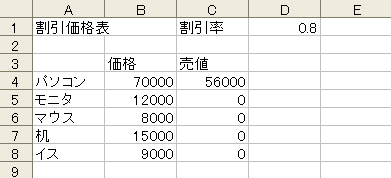 A B C D E
1 割引価格表 割引率 0.8
2
3 価格 売値
4 パソコン 70000 56000
5 モニタ 12000 0
6 マウス 8000 0
7 机 15000 0
8 イス 9000 0
9